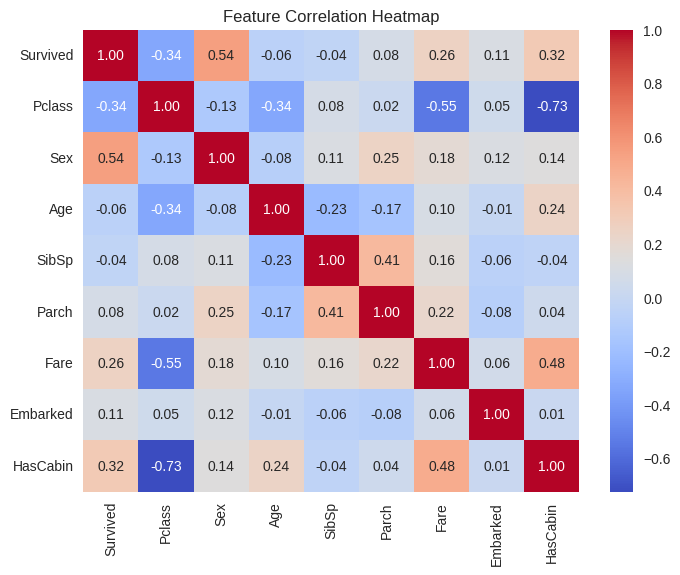 Feature Correlation Heatmap
Survived 1.00 -0.34 0.54 -0.06 -0.04 0.08 0.26 0.11 0.32
Pclass -0.34 1.00 -0.13 -0.34 0.08 0.02 -0.55 0.05 -0.73
Sex 0.54 -0.13 1.00 -0.08 0.11 0.25 0.18 0.12 0.14
Age -0.06 -0.34 -0.08 1.00 -0.23 -0.17 0.10 -0.01 0.24
SibSp -0.04 0.08 0.11 -0.23 1.00 0.41 0.16 -0.06 -0.04
Parch 0.08 0.02 0.25 -0.17 0.41 1.00 0.22 -0.08 0.04
Fare 0.26 -0.55 0.18 0.10 0.16 0.22 1.00 0.06 0.48
Embarked 0.11 0.05 0.12 -0.01 -0.06 -0.08 0.06 1.00 0.01
HasCabin 0.32 -0.73 0.14 0.24 -0.04 0.04 0.48 0.01 1.00
Survived Pclass Sex Age SibSp Parch Fare Embarked HasCabin
1.0
0.8
0.6
0.4
0.2
0.0
−0.2
−0.4
−0.6